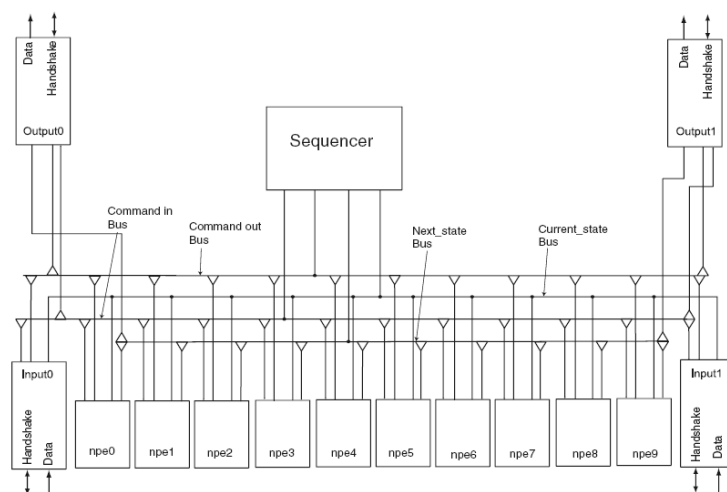 Data
Handshake
Output0
Data
Handshake
Output1
Sequencer
Command in
Bus
Command out
Bus
Next_state
Bus
Current_state
Bus
Input0
Handshake
Data
npe0
npe1
npe2
npe3
npe4
npe5
npe6
npe7
npe8
npe9
Input1
Handshake
Data